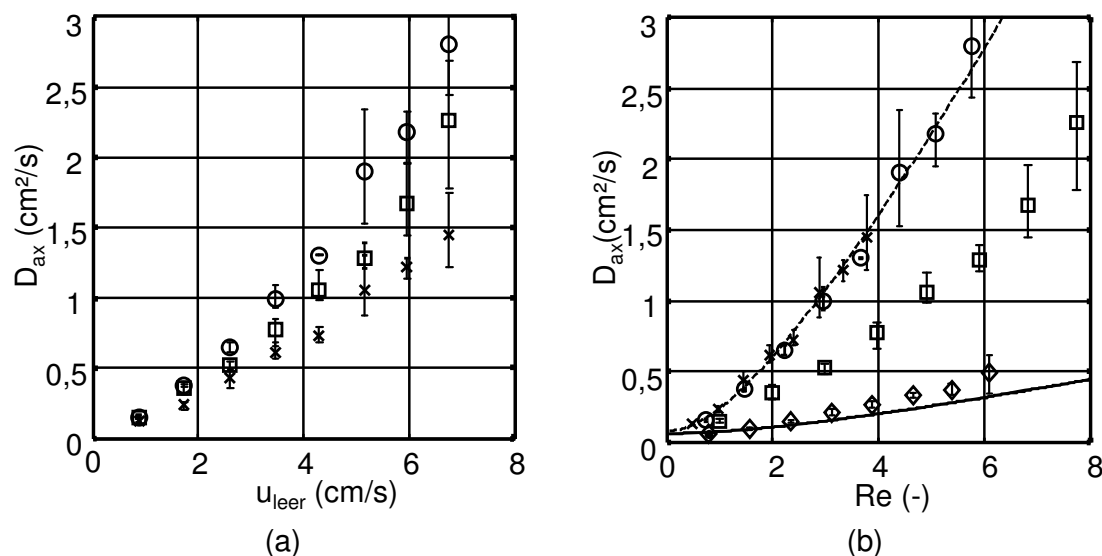 3
2,5
2
1,5
1
0,5
0
D_ax (cm²/s)
0 2 4 6 8
u_leer (cm/s)
(a)
3
2,5
2
1,5
1
0,5
0
D_ax(cm²/s)
0 2 4 6 8
Re (-)
(b)